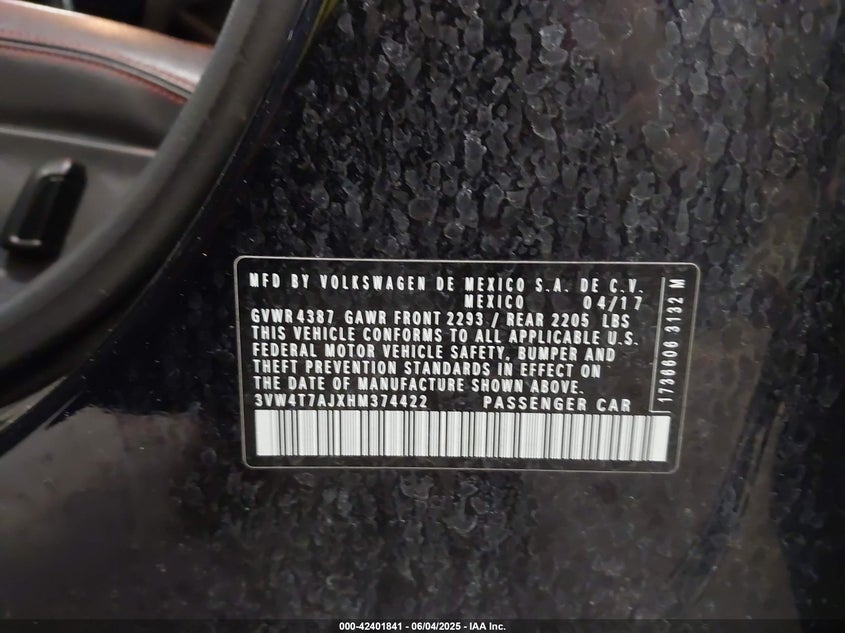 MFD BY VOLKSWAGEN DE MEXICO S.A. DE C.V.
MEXICO 04/17
GVWR 4387 GAWR FRONT 2293 / REAR 2205 LBS
THIS VEHICLE CONFORMS TO ALL APPLICABLE U.S.
FEDERAL MOTOR VEHICLE SAFETY, BUMPER AND
THEFT PREVENTION STANDARDS IN EFFECT ON
THE DATE OF MANUFACTURE SHOWN ABOVE.
3VW4T7AJXHM374422 PASSENGER CAR
1736606 3132 M
000-42401841 - 06/04/2025 - IAA Inc.